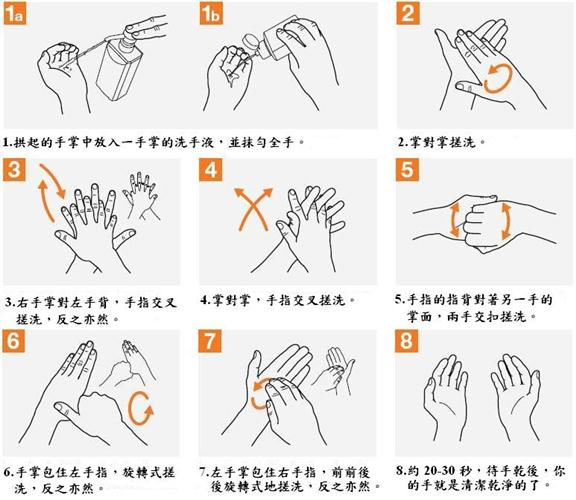 1a
1b
2
1.拱起的手掌中放入一手掌的洗手液，並抹勻全手。
2.掌對掌搓洗。
3
4
5
3.右手掌對左手背，手指交叉
搓洗，反之亦然。
4.掌對掌，手指交叉搓洗。
5.手指的指背對著另一手的
掌面，兩手交扣搓洗。
6
7
8
6.手掌包住左手指，旋轉式搓
洗，反之亦然。
7.左手掌包住右手指，前前後
後旋轉式地搓洗，反之亦然。
8.約 20-30 秒，待手乾後，你
的手就是清潔乾淨的了。